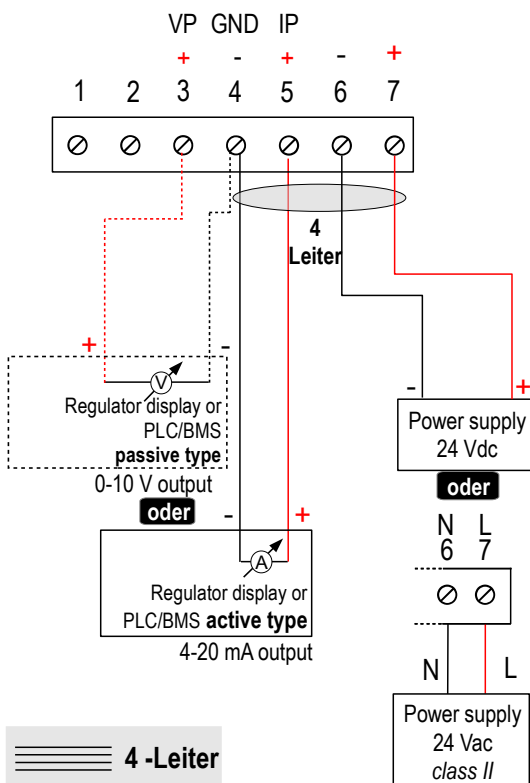 VP GND IP
+ - + - +
1 2 3 4 5 6 7
4
Leiter
+ -
V
Regulator display or
PLC/BMS
passive type
0-10 V output
oder
- +
A
Regulator display or
PLC/BMS active type
4-20 mA output
- +
Power supply
24 Vdc
oder
N L
6 7
N L
Power supply
24 Vac
class II
4 -Leiter